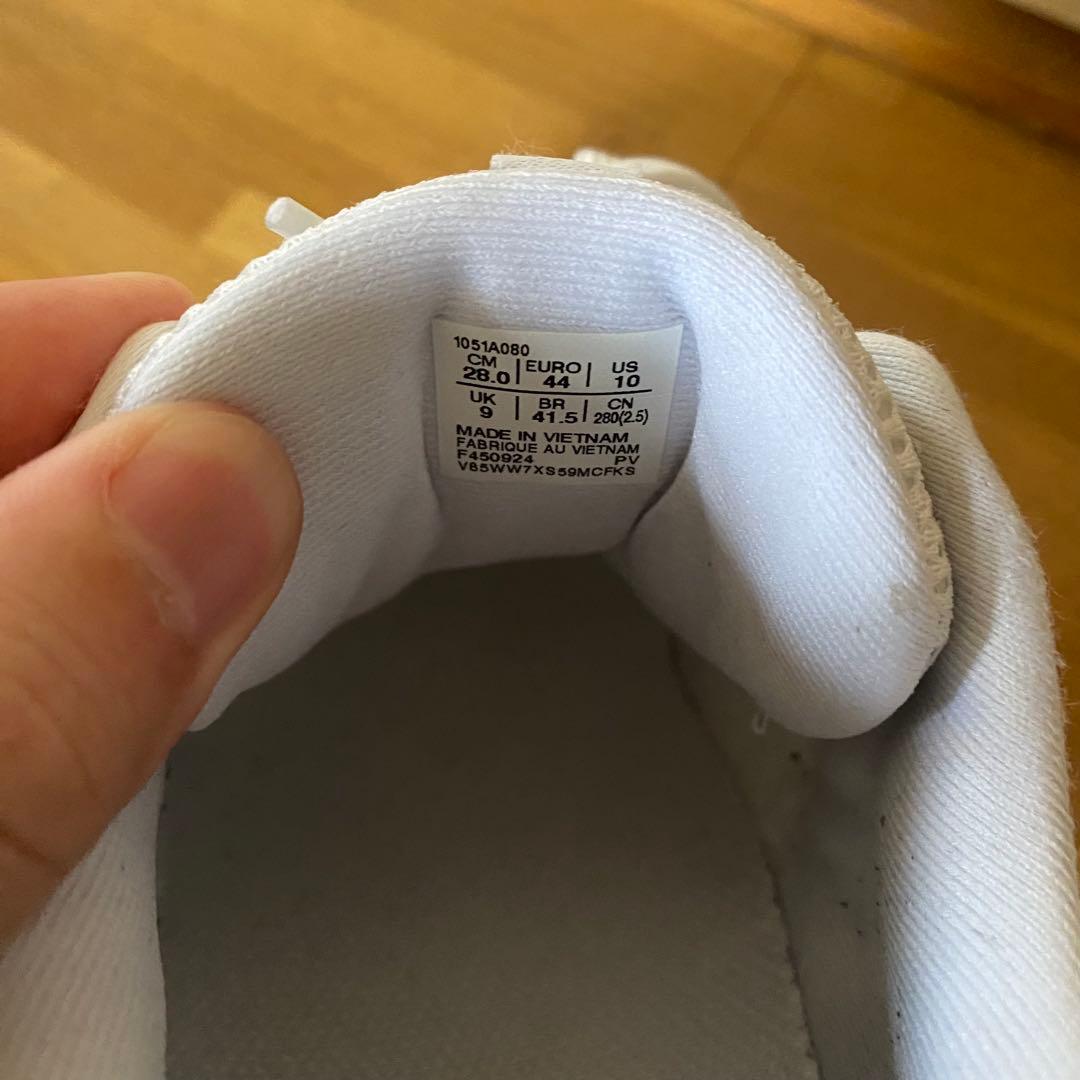 1051A080
CM | EURO | US
28.0 | 44 | 10
UK | BR | CN
9 | 41.5 | 280(2.5)
MADE IN VIETNAM
FABRIQUE AU VIETNAM
F450924 PV
V85WW7XS59MCFKS